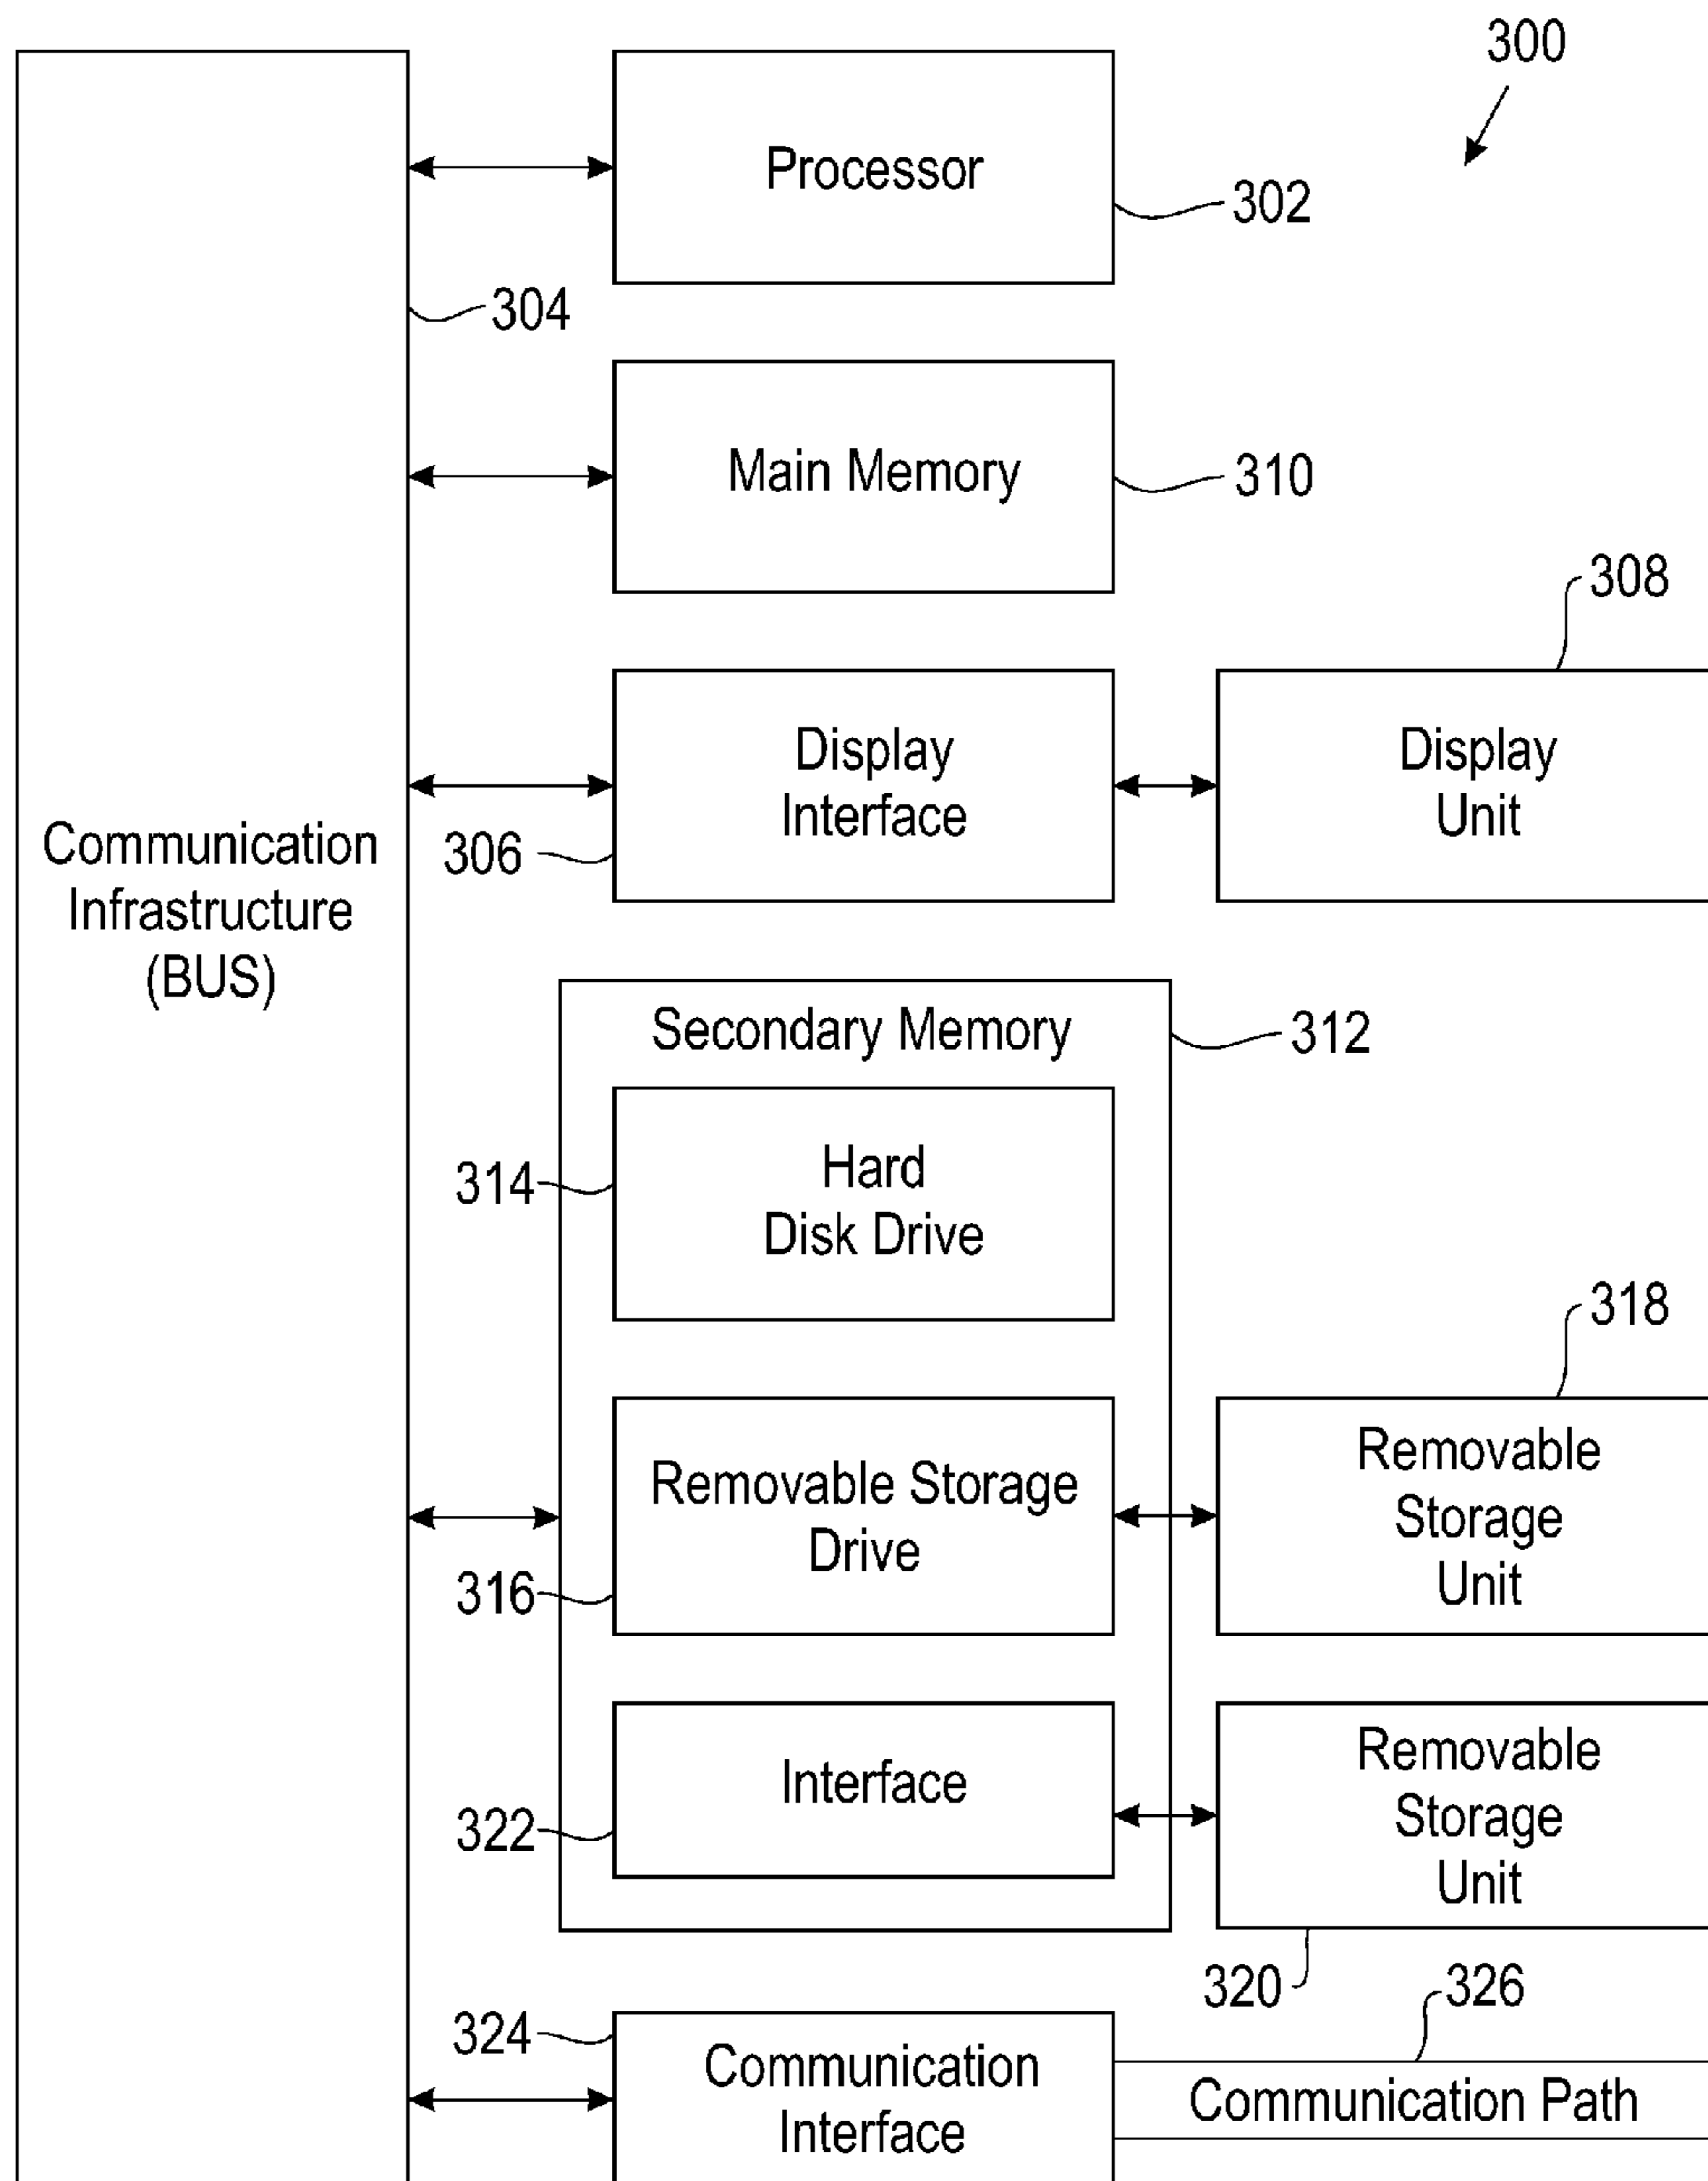 300
Processor
302
304
Main Memory
310
308
Display
Interface
306
Display
Unit
Communication
Infrastructure
(BUS)
Secondary Memory
312
Hard
Disk Drive
314
318
Removable Storage
Drive
316
Removable
Storage
Unit
Interface
322
Removable
Storage
Unit
320
326
324
Communication
Interface
Communication Path